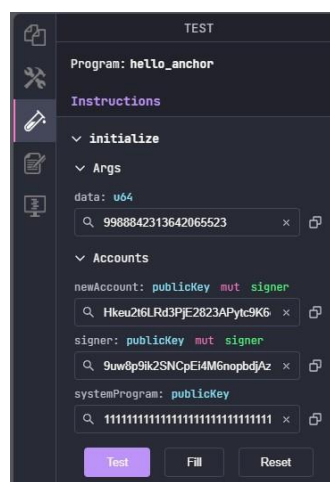 TEST
Program: hello_anchor
Instructions
initialize
Args
data: u64
9988842313642065523
Accounts
newAccount: publicKey mut signer
Hkeu2t6LRd3PjE2823APytc9K6
signer: publicKey mut signer
9uw8p9ik2SNCpEi4M6nopbdjAz
systemProgram: publicKey
11111111111111111111111111111111
Test Fill Reset